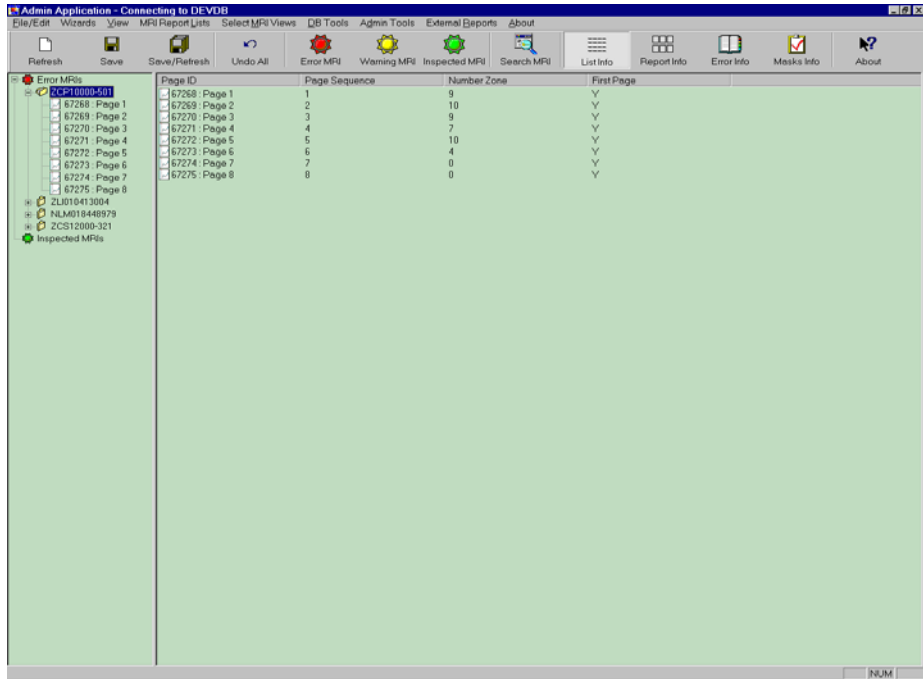 Admin Application - Connecting to DEVDB
File/Edit Wizards View MRI Report Lists Select MRI Views DB Tools Admin Tools External Reports About
Refresh Save Save/Refresh Undo All Error MRI Warning MRI Inspected MRI Search MRI List Info Report Info Error Info Masks Info About
Error MRIs
ZCP10000-501
67268 : Page 1
67269 : Page 2
67270 : Page 3
67271 : Page 4
67272 : Page 5
67273 : Page 6
67274 : Page 7
67275 : Page 8
ZLI010413004
NLM018448979
ZCS12000-321
Inspected MRIs
Page ID Page Sequence Number Zone First Page
67268 : Page 1 1 9 Y
67269 : Page 2 2 10 Y
67270 : Page 3 3 9 Y
67271 : Page 4 4 7 Y
67272 : Page 5 5 10 Y
67273 : Page 6 6 4 Y
67274 : Page 7 7 0 Y
67275 : Page 8 8 0 Y
NUM